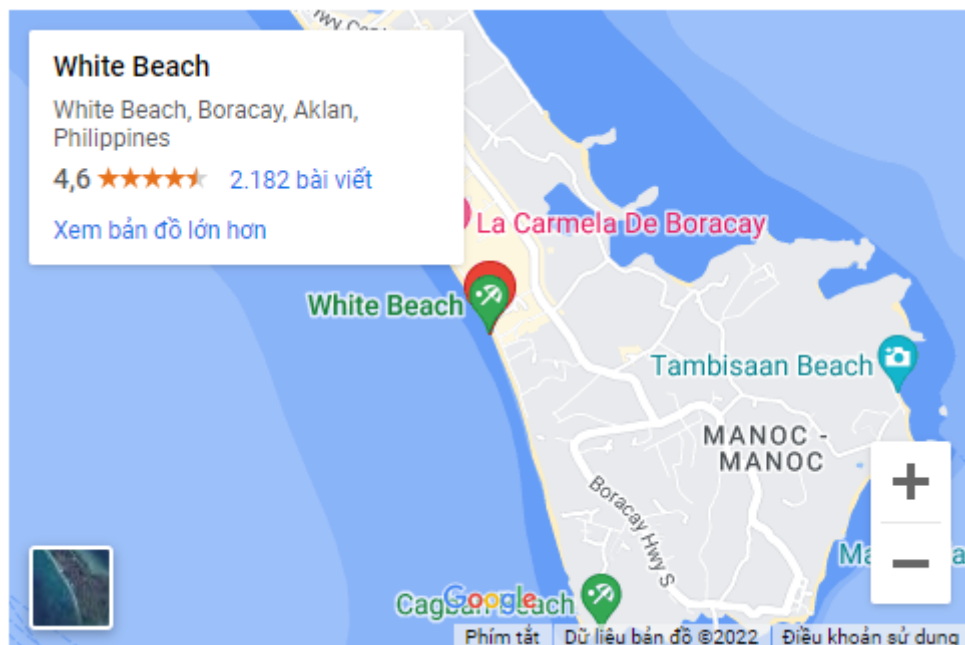 White Beach
White Beach, Boracay, Aklan,
Philippines
4,6
2.182 bài viết
Xem bản đồ lớn hơn
La Carmela De Boracay
White Beach
Tambisaan Beach
MANOC -
MANOC
Boracay Hwy S
Google
Beach
Phím tắt
Dữ liệu bản đồ ©2022
Điều khoản sử dụng